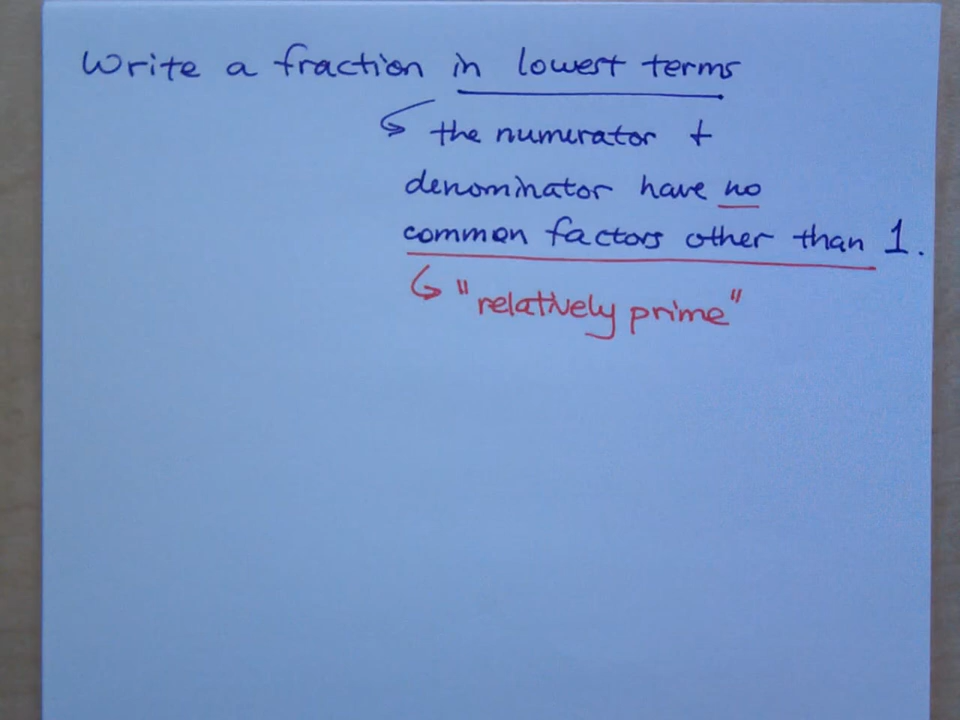 Write a fraction in lowest terms
the numerator +
denominator have no
common factors other than 1.
"relatively prime"